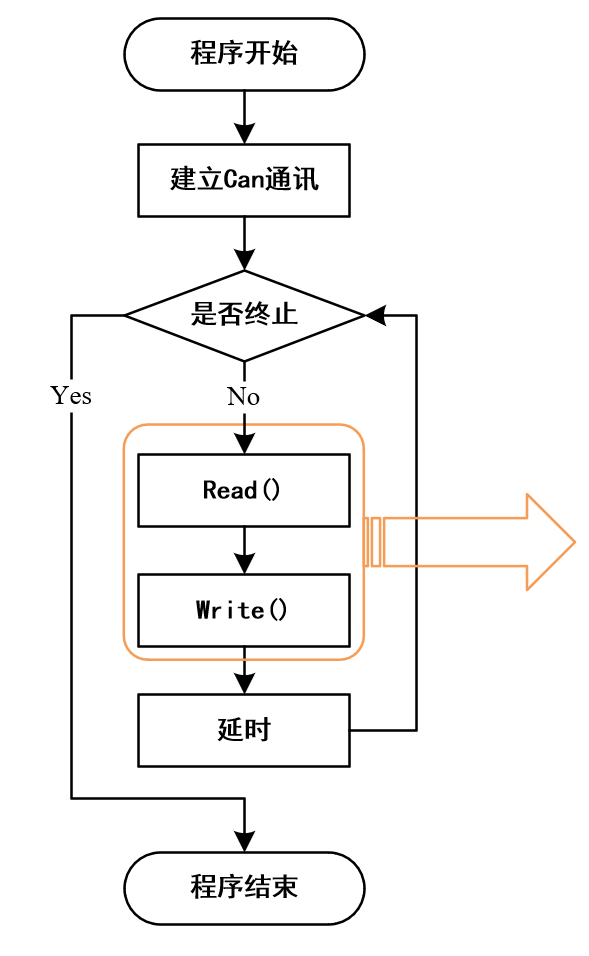 程序开始
建立Can通讯
是否终止
Yes
No
Read()
Write()
延时
程序结束